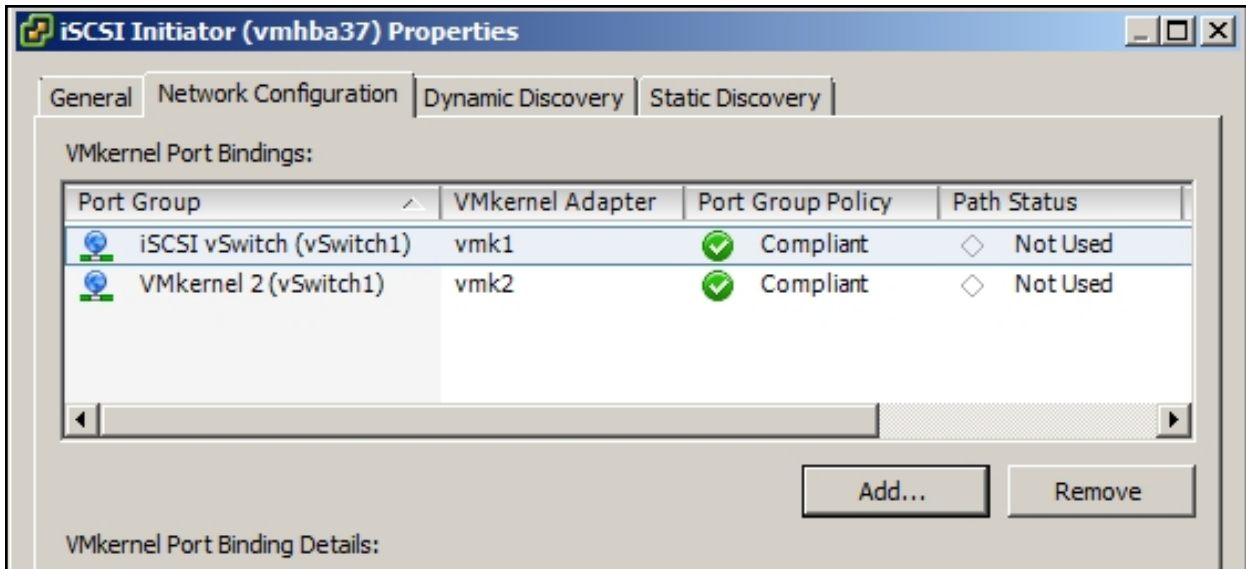 iSCSI Initiator (vmhba37) Properties
General Network Configuration Dynamic Discovery Static Discovery
VMkernel Port Bindings:
Port Group VMkernel Adapter Port Group Policy Path Status
iSCSI vSwitch (vSwitch1) vmk1 Compliant Not Used
VMkernel 2 (vSwitch1) vmk2 Compliant Not Used
Add... Remove
VMkernel Port Binding Details: